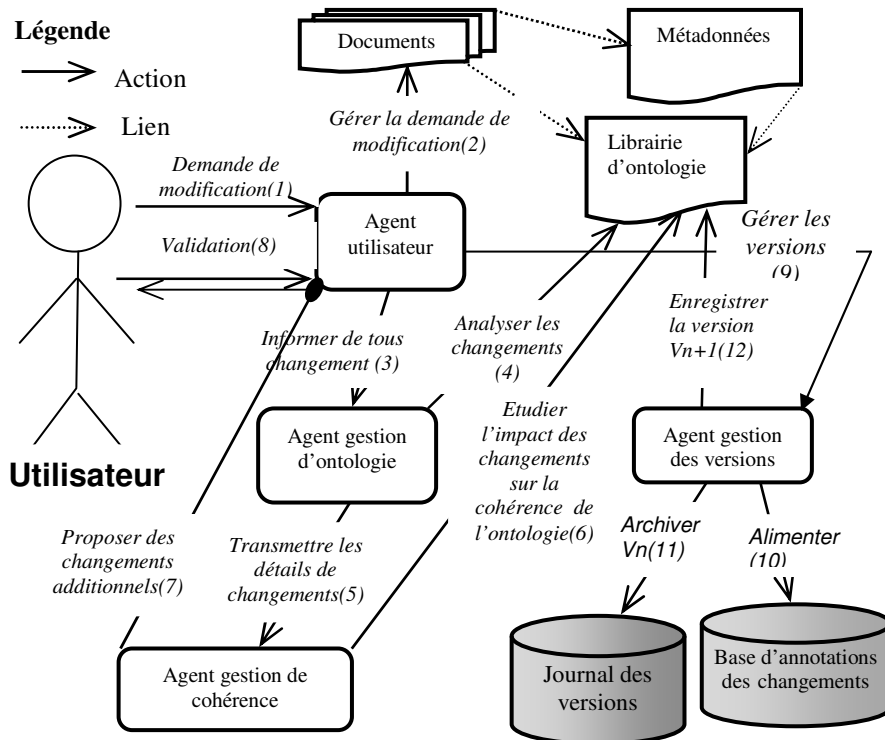 Légende
Action
Lien
Documents
Métadonnées
Gérer la demande de
modification(2)
Librairie
d'ontologie
Demande de
modification(1)
Agent
utilisateur
Gérer les
versions
(9)
Validation(8)
Informer de tous
changement (3)
Analyser les
changements
(4)
Enregistrer
la version
Vn+1(12)
Agent gestion
d'ontologie
Etudier
l'impact des
changements
sur la
cohérence de
l'ontologie(6)
Agent gestion
des versions
Utilisateur
Proposer des
changements
additionnels(7)
Transmettre les
détails de
changements(5)
Archiver
Vn(11)
Alimenter
(10)
Agent gestion de
cohérence
Journal des
versions
Base d'annotations
des changements